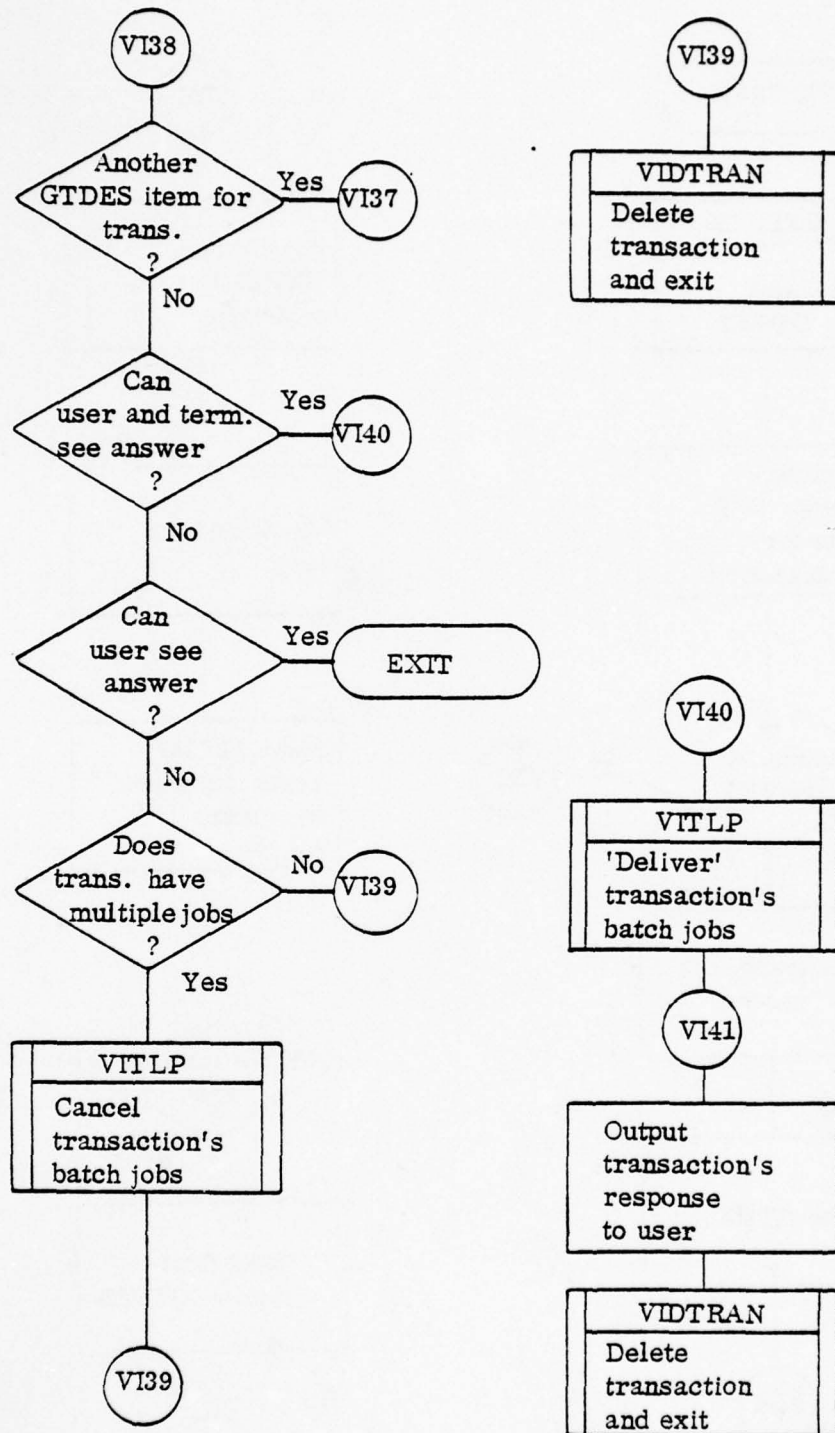 VI38
Another
GTDES item for
trans.
?
Yes
VI37
No
Can
user and term.
see answer
?
Yes
VI40
No
Can
user see
answer
?
Yes
EXIT
No
Does
trans. have
multiple jobs
?
No
VI39
Yes
VITLP
Cancel
transaction's
batch jobs
VI39
VI39
VIDTRAN
Delete
transaction
and exit
VI40
VITLP
'Deliver'
transaction's
batch jobs
VI41
Output
transaction's
response
to user
VIDTRAN
Delete
transaction
and exit